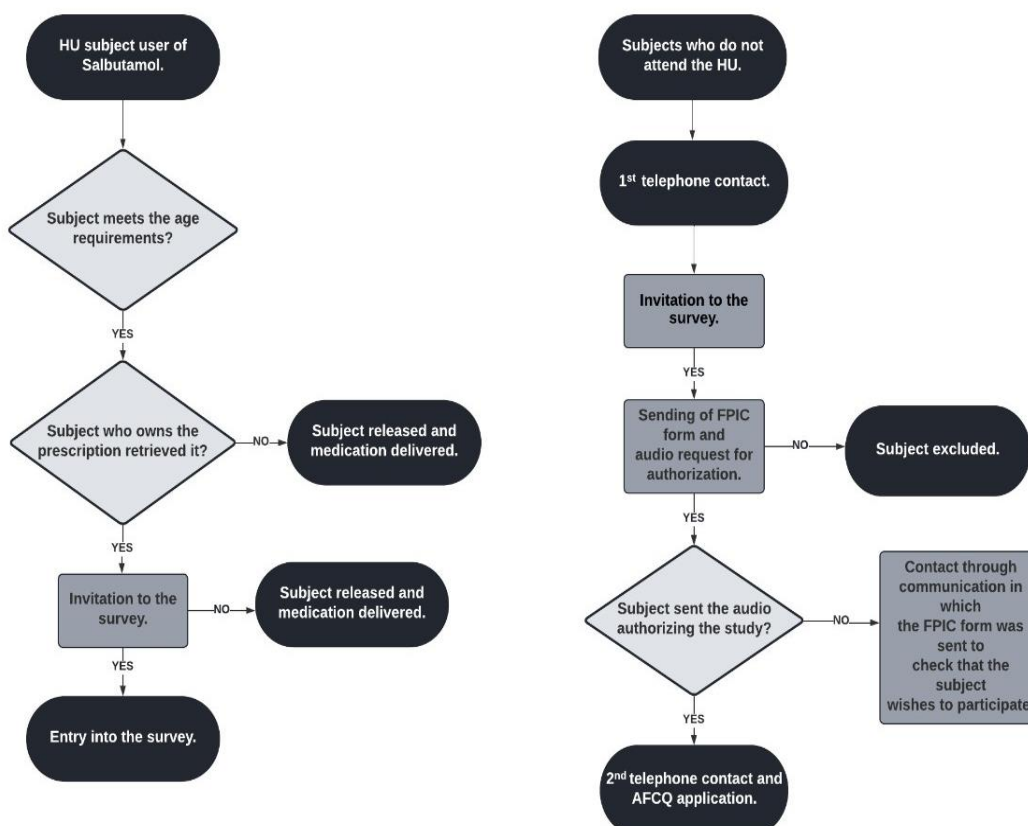 HU subject user of
Salbutamol.
Subject meets the age
requirements?
YES
Subject who owns the
prescription retrieved it?
NO
Subject released and
medication delivered.
YES
Invitation to the
survey.
NO
Subject released and
medication delivered.
YES
Entry into the survey.
Subjects who do not
attend the HU.
1st telephone contact.
Invitation to the
survey.
YES
Sending of FPIC
form and
audio request for
authorization.
NO
Subject excluded.
YES
Subject sent the audio
authorizing the study?
NO
Contact through
communication in
which
the FPIC form was
sent to
check that the
subject
wishes to participate
YES
2nd telephone contact and
AFCQ application.